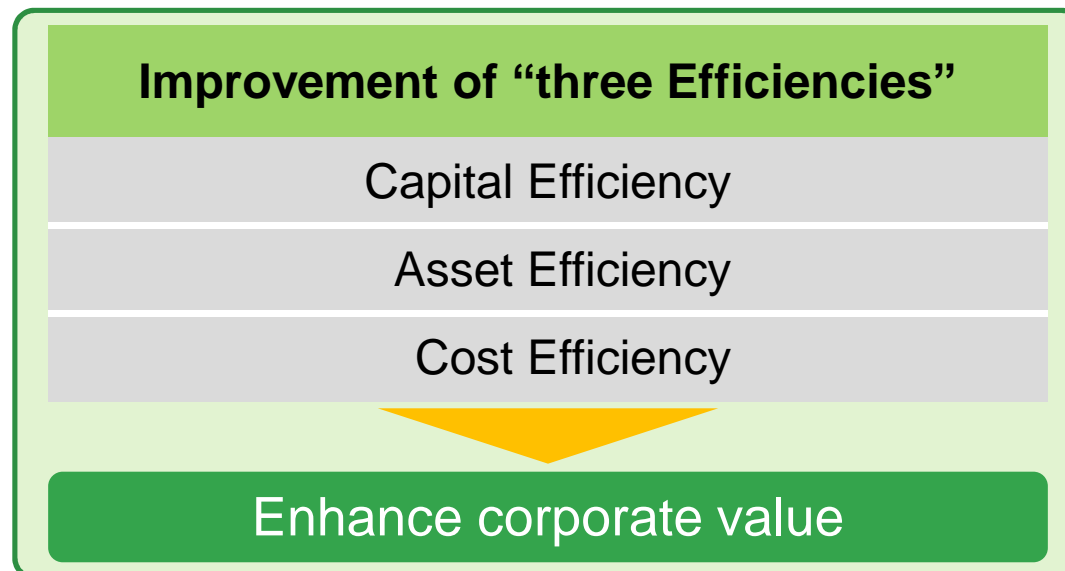 Improvement of “three Efficiencies”
Capital Efficiency
Asset Efficiency
Cost Efficiency
Enhance corporate value